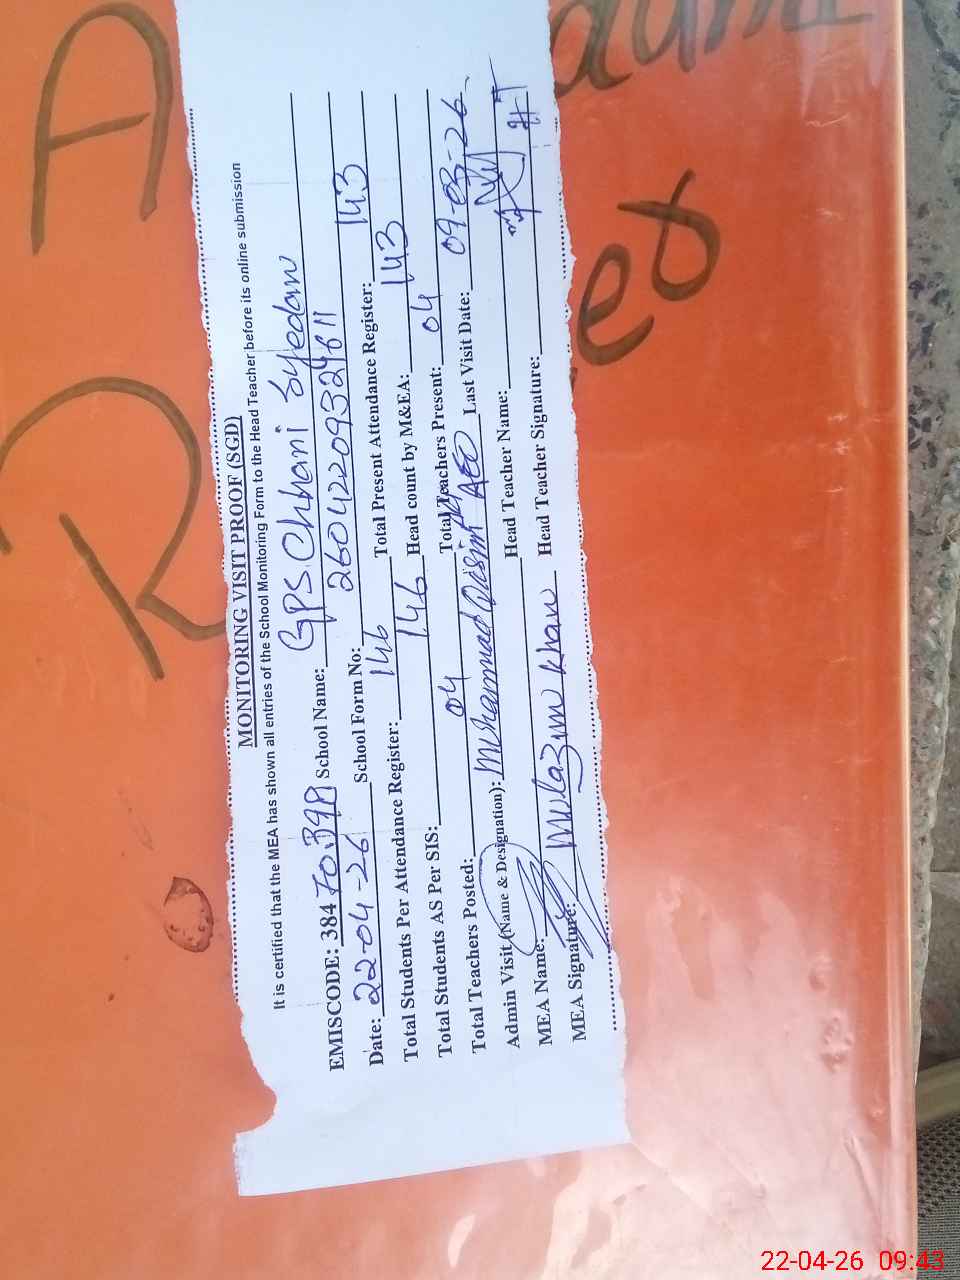 MONITORING VISIT PROOF (SGD)
It is certified that the MEA has shown all entries of the School Monitoring Form to the Head Teacher before its online submission
EMISCODE: 384 School Name: GPS. Chhani Syedan
Date: 22-04-26 School Form No: 26042209324611
Total Students Per Attendance Register: 146 Total Present Attendance Register: 143
Total Students AS Per SIS: 146 Head count by M&EA: 143
Total Teachers Posted: 04 Total Teachers Present: 04
Admin Visit (Name & Designation): Muhammad Wasim AEO Last Visit Date: 09-03-26
MEA Name: Mulazim Khan Head Teacher Name:
MEA Signature: Head Teacher Signature:
22-04-26 09:43